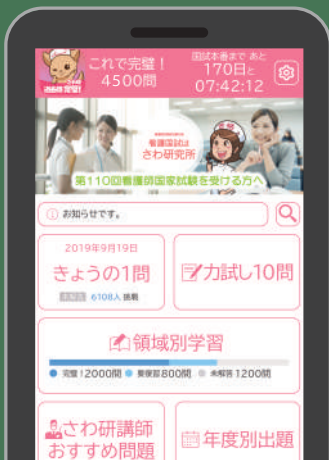 これで完璧！
4500問
国試本番まで あと
170日と
07:42:12
看護国試は
さわ研究所
第110回看護師国家試験を受ける方へ
お知らせです。
2019年9月19日
きょうの1問
未解答 6108人 挑戦
力試し10問
領域別学習
完璧！2000問 要復習800問 未解答1200問
さわ研講師
おすすめ問題
年度別出題